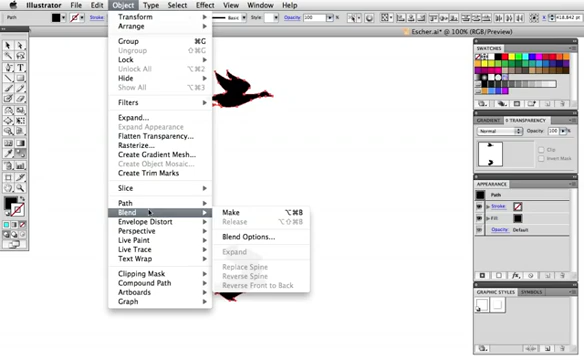 Illustrator File Edit Object Type Select Effect View Window Help
Escher.ai* @ 100% (RGB/Preview)
Path
Stroke:
Basic
Style:
Opacity: 100 %
Transform
Arrange
Group ⌘G
Ungroup ⇧⌘G
Lock
Unlock All ⌥⌘2
Hide
Show All ⌥⌘3
Filters
Expand...
Expand Appearance
Flatten Transparency...
Rasterize...
Create Gradient Mesh...
Create Object Mosaic...
Create Trim Marks
Slice
Path
Blend
Envelope Distort
Perspective
Live Paint
Live Trace
Text Wrap
Clipping Mask
Compound Path
Artboards
Graph
Make ⌥⌘B
Release ⌥⇧⌘B
Blend Options...
Expand
Replace Spine
Reverse Spine
Reverse Front to Back
SWATCHES
GRADIENT TRANSPARENCY
Normal Opacity: 100 %
Clip
Invert Mask
APPEARANCE
Path
Stroke:
Fill:
Opacity: Default
GRAPHIC STYLES SYMBOLS